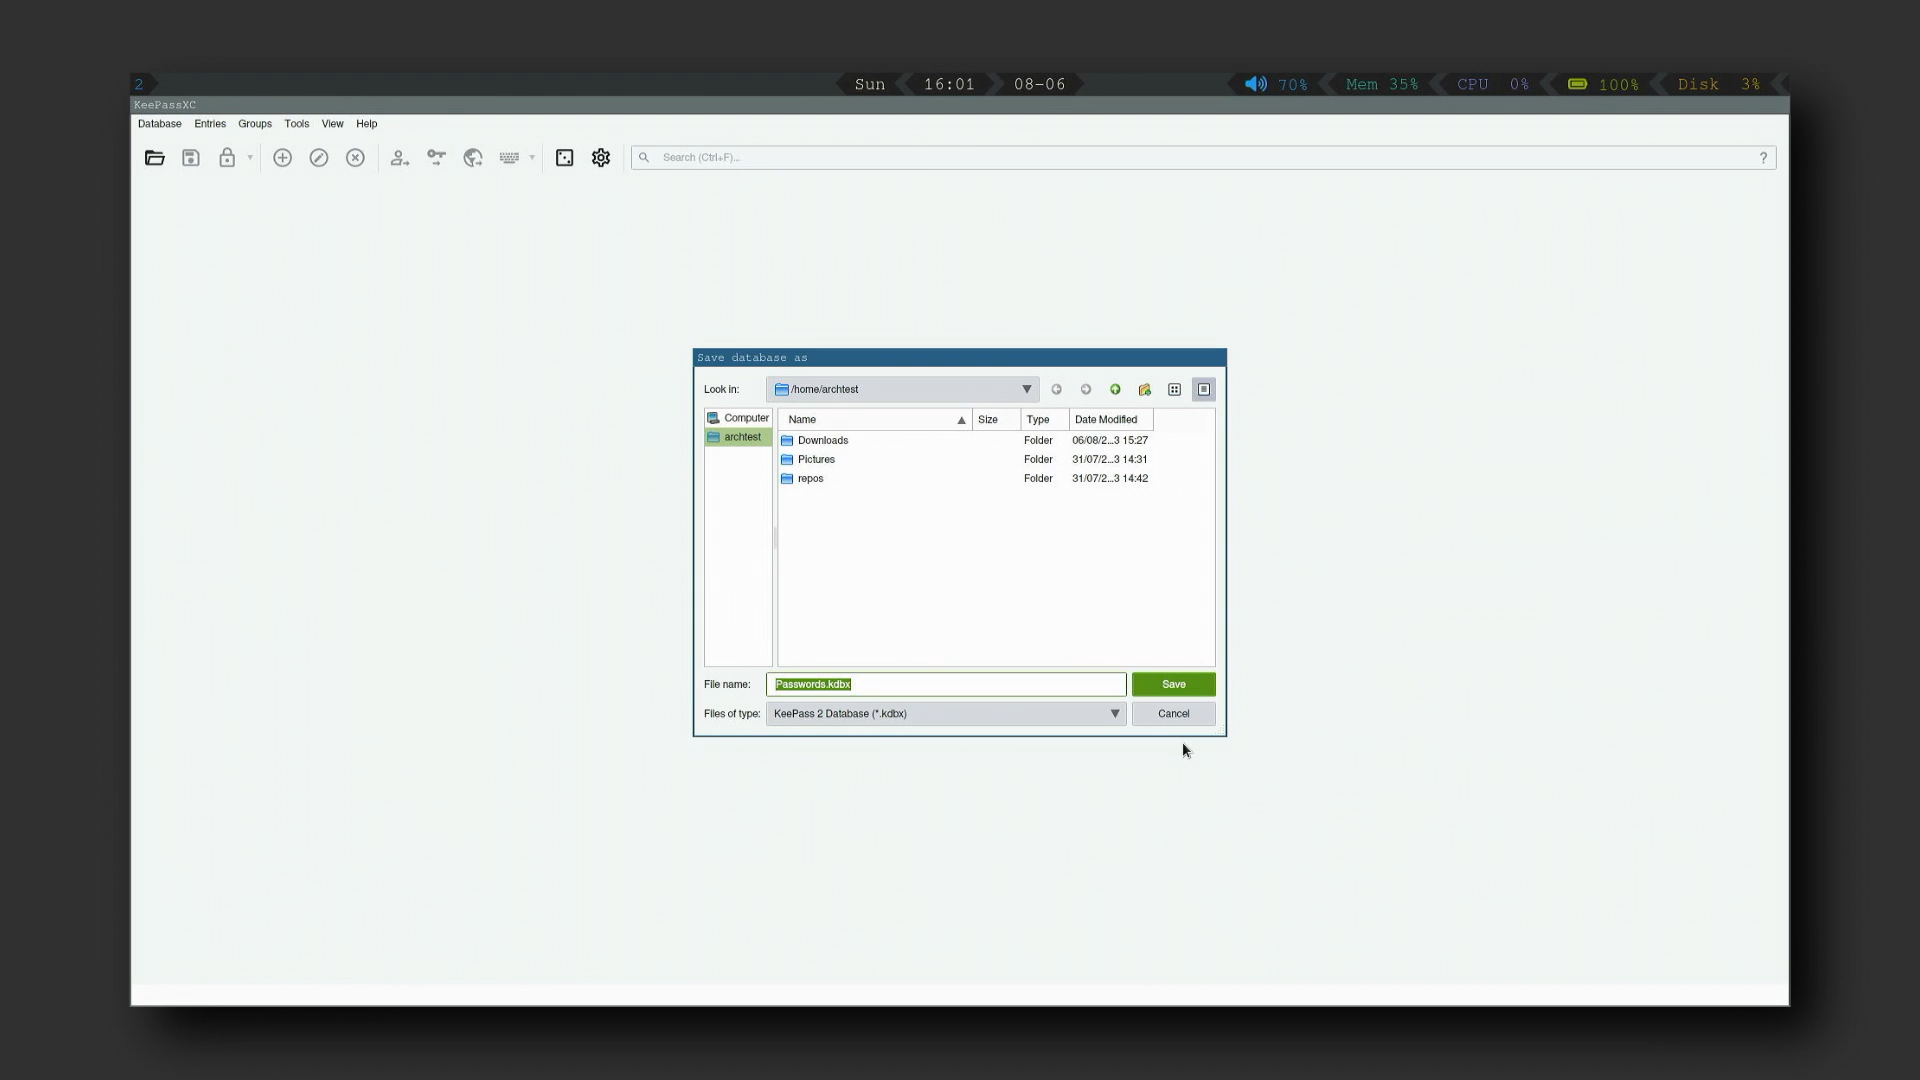 2 Sun 16:01 08-06 70% Mem 35% CPU 0% 100% Disk 3%
KeePassXC
Database Entries Groups Tools View Help
Search (Ctrl+F)... ?
Save database as
Look in: /home/archtest
Computer
archtest
Name Size Type Date Modified
Downloads Folder 06/08/2...3 15:27
Pictures Folder 31/07/2...3 14:31
repos Folder 31/07/2...3 14:42
File name: Passwords.kdbx Save
Files of type: KeePass 2 Database (*.kdbx) Cancel